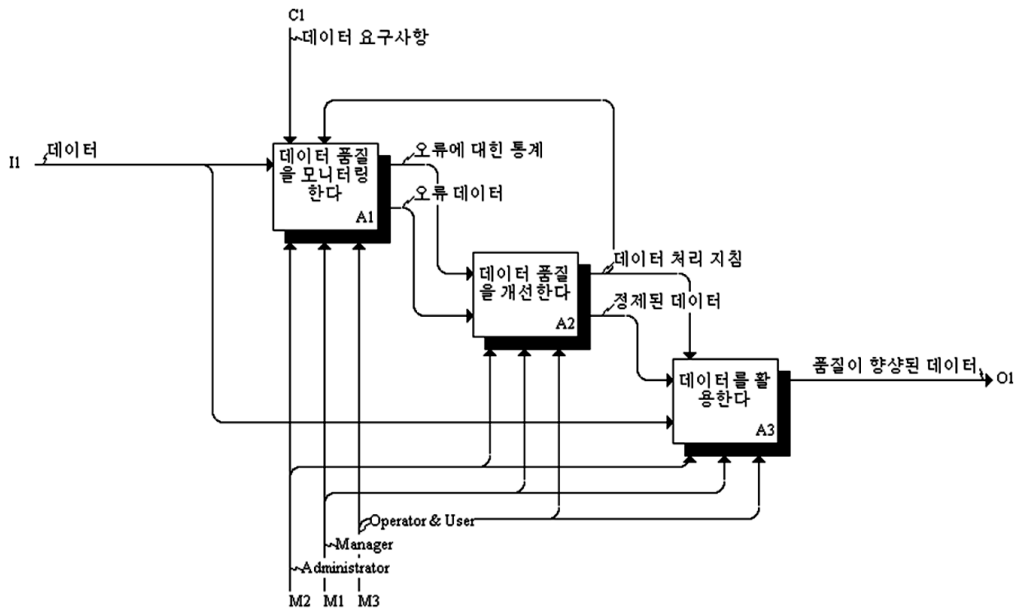 C1
데이터 요구사항
I1
데이터
데이터 품질
을 모니터링
한다
A1
오류에 대힌 통계
오류 데이터
데이터 품질
을 개선한다
A2
데이터 처리 지침
정제된 데이터
데이터를 활
용한다
A3
품질이 향샹된 데이터
O1
Operator & User
Manager
Administrator
M2
M1
M3